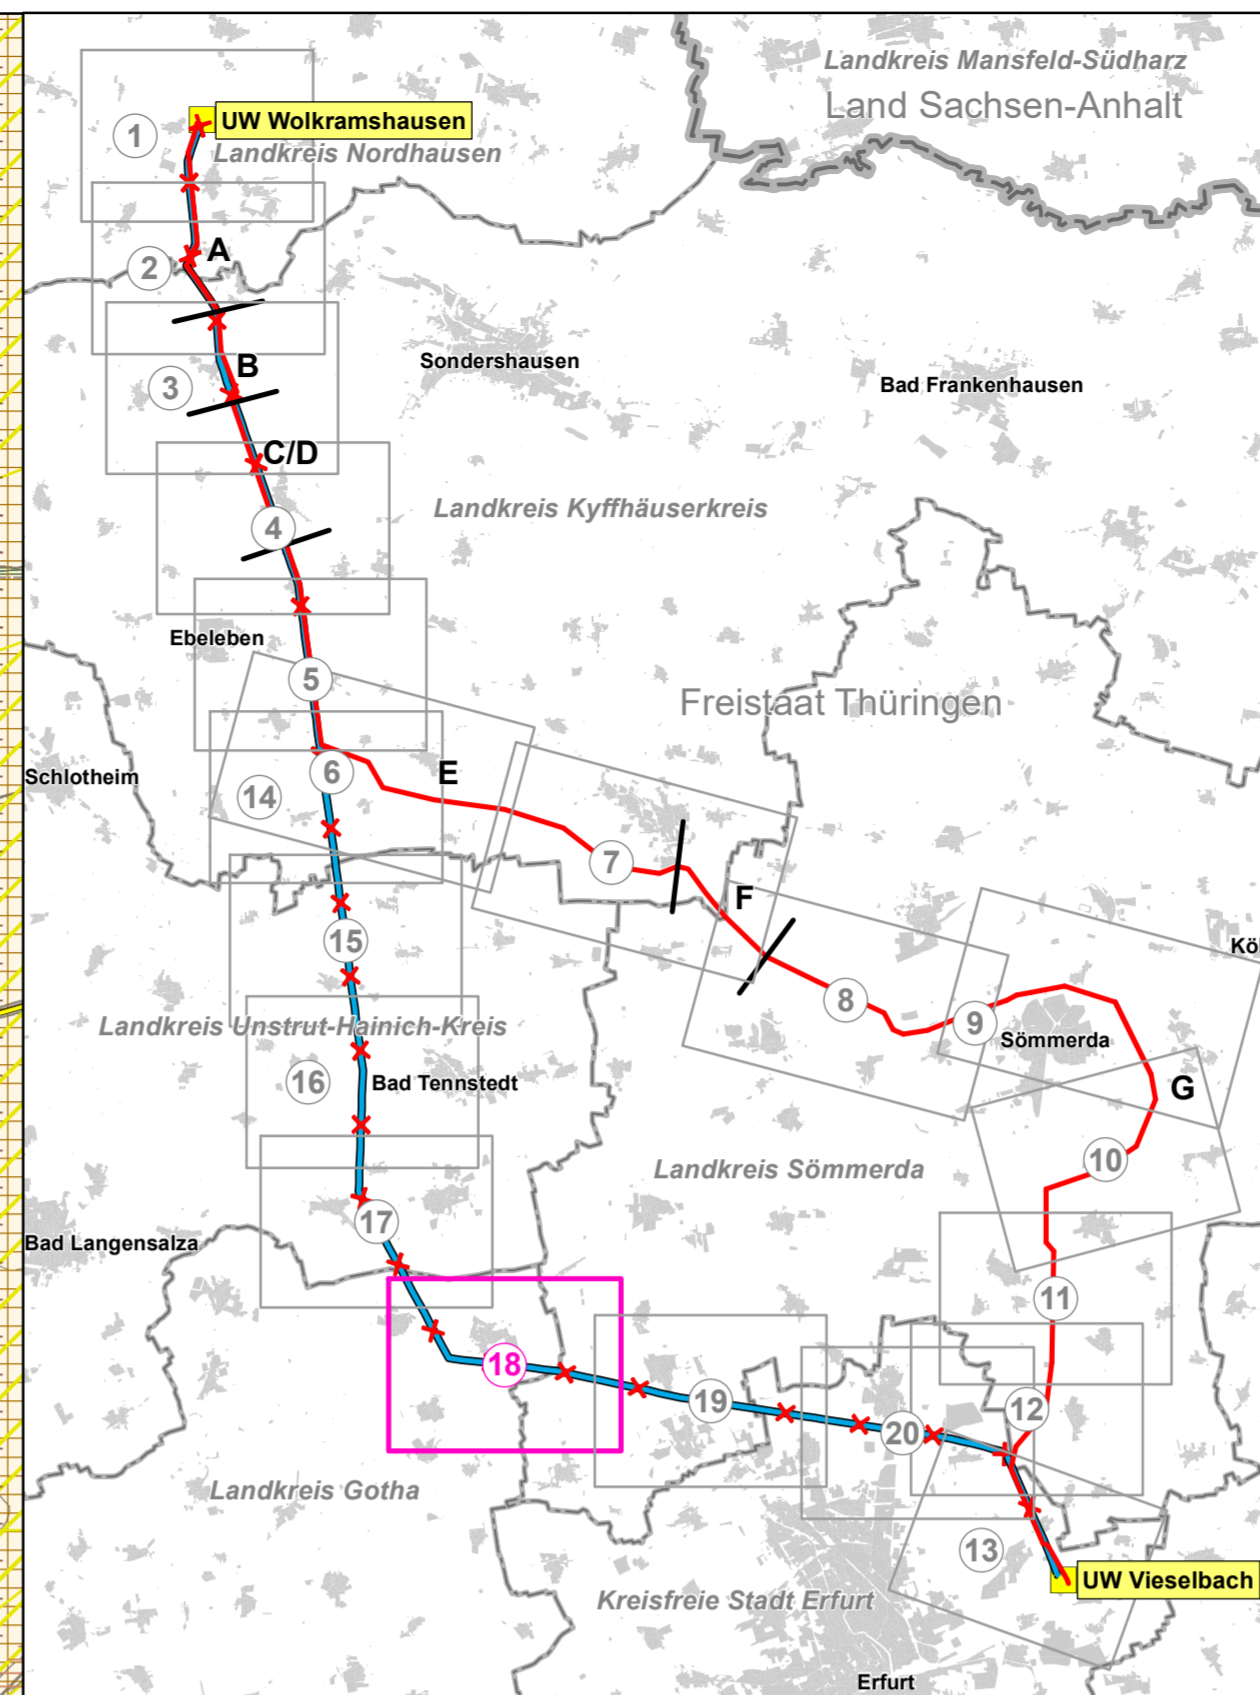 Landkreis Mansfeld-Südharz
Land Sachsen-Anhalt
1
UW Wolkramshausen
Landkreis Nordhausen
A
2
B
3
Sondershausen
Bad Frankenhausen
C/D
Landkreis Kyffhäuserkreis
4
Ebeleben
5
Freistaat Thüringen
Schlotheim
6
E
14
7
F
15
Kö
8
9
Sömmerda
Landkreis Unstrut-Hainich-Kreis
16
Bad Tennstedt
G
10
Landkreis Sömmerda
17
Bad Langensalza
11
18
19
12
20
Landkreis Gotha
13
UW Vieselbach
Kreisfreie Stadt Erfurt
Erfurt